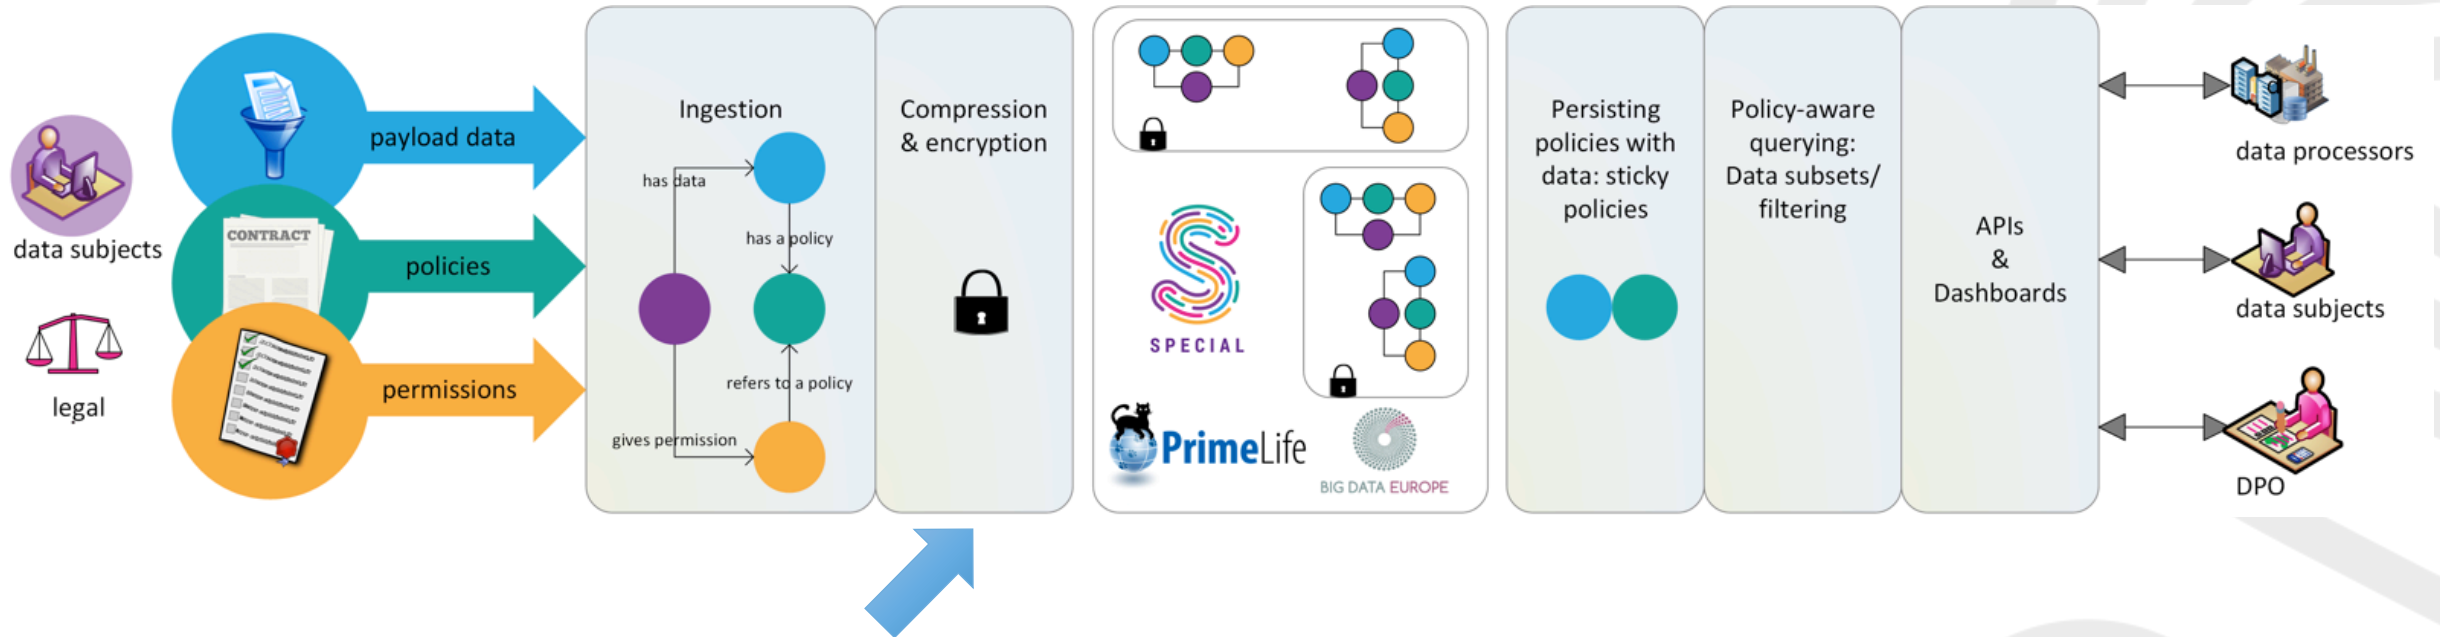 data subjects
legal
payload data
CONTRACT
policies
permissions
Ingestion
has data
has a policy
refers to a policy
gives permission
Compression
& encryption
SPECIAL
PrimeLife
BIG DATA EUROPE
Persisting
policies with
data: sticky
policies
Policy-aware
querying:
Data subsets/
filtering
APIs
&
Dashboards
data processors
data subjects
DPO